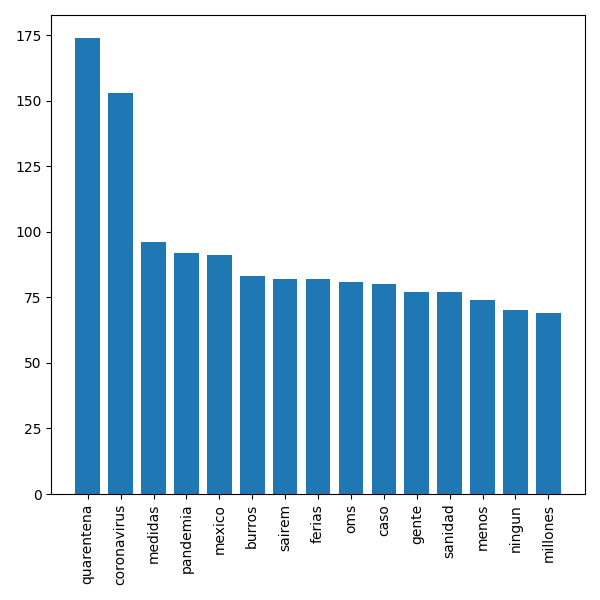 175
150
125
100
75
50
25
0
quarentena
coronavirus
medidas
pandemia
mexico
burros
sairem
ferias
oms
caso
gente
sanidad
menos
ningun
millones